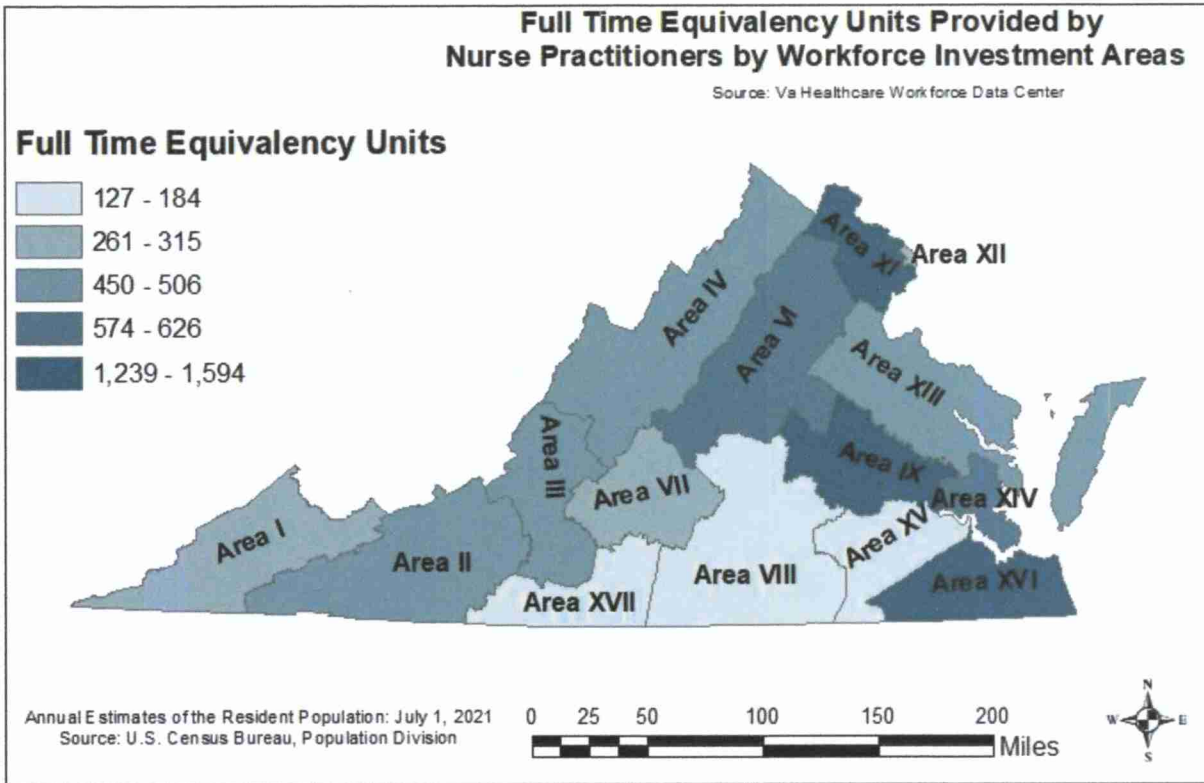 Full Time Equivalency Units Provided by
Nurse Practitioners by Workforce Investment Areas
Source: Va Healthcare Workforce Data Center
Full Time Equivalency Units
127 - 184
261 - 315
450 - 506
574 - 626
1,239 - 1,594
Area XI
Area XII
Area IV
Area VI
Area XIII
Area III
Area IX
Area VII
Area XIV
Area I
Area XV
Area II
Area VIII
Area XVI
Area XVII
Annual Estimates of the Resident Population: July 1, 2021
Source: U.S. Census Bureau, Population Division
0 25 50 100 150 200
Miles
N
W E
S